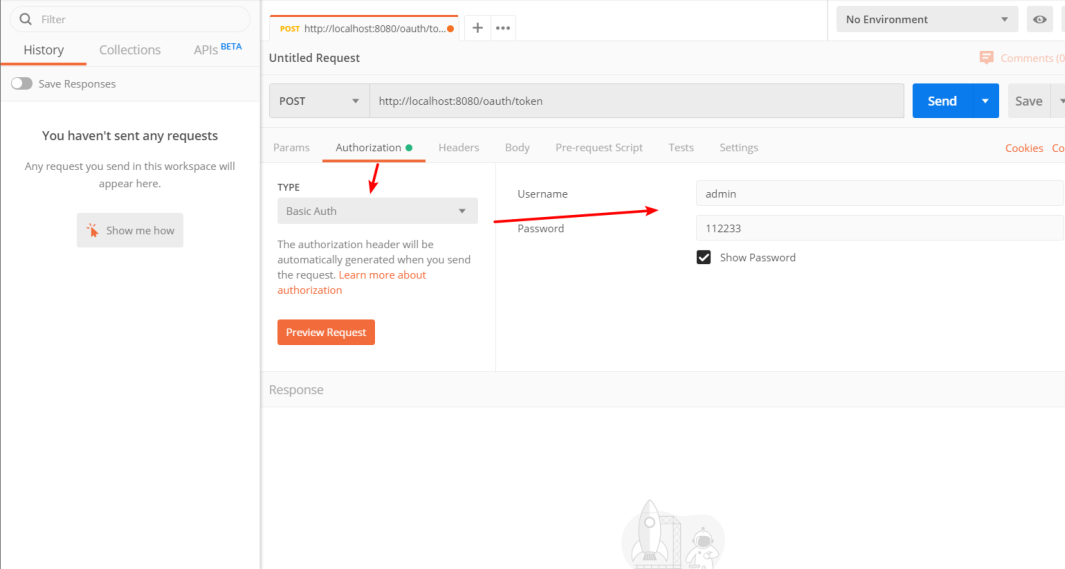 Filter
History Collections APIs BETA
Save Responses
You haven't sent any requests
Any request you send in this workspace will
appear here.
Show me how
POST http://localhost:8080/oauth/to...
No Environment
Untitled Request
Comments (0
POST http://localhost:8080/oauth/token Send Save
Params Authorization Headers Body Pre-request Script Tests Settings Cookies Co
TYPE
Basic Auth
The authorization header will be
automatically generated when you send
the request. Learn more about
authorization
Preview Request
Username admin
Password 112233
Show Password
Response